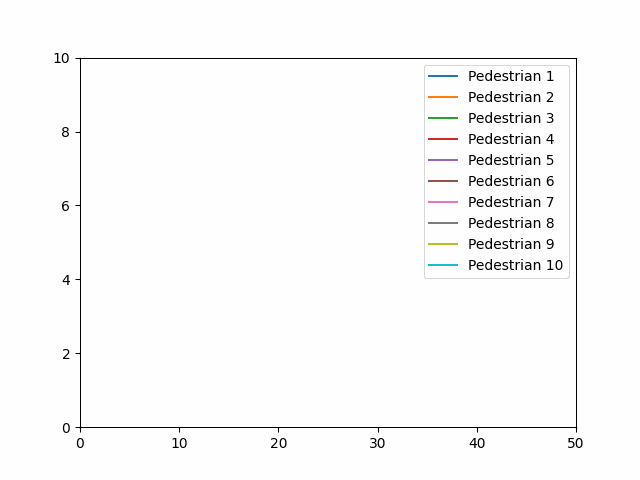 10
8
6
4
2
0
0 10 20 30 40 50
Pedestrian 1
Pedestrian 2
Pedestrian 3
Pedestrian 4
Pedestrian 5
Pedestrian 6
Pedestrian 7
Pedestrian 8
Pedestrian 9
Pedestrian 10